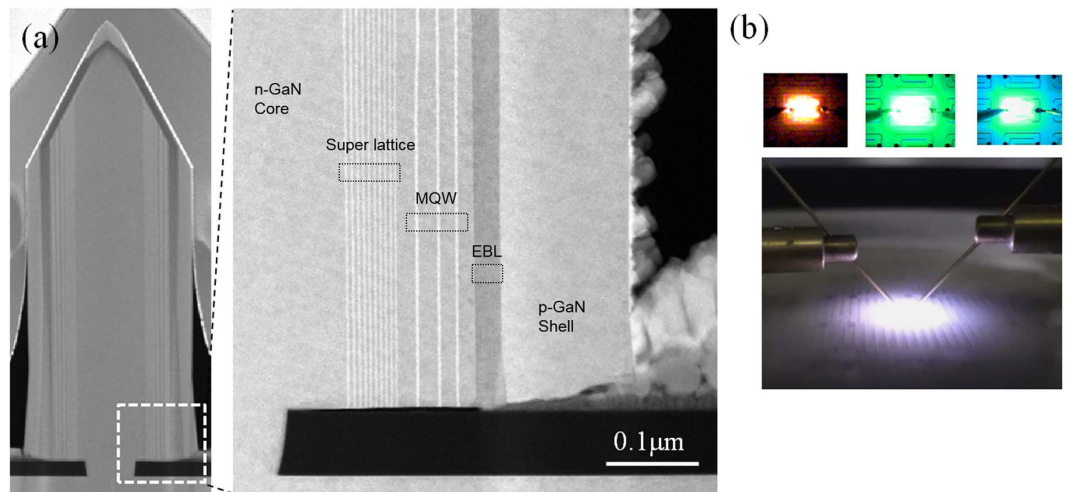 (a)
n-GaN
Core
Super lattice
MQW
EBL
p-GaN
Shell
0.1μm
(b)